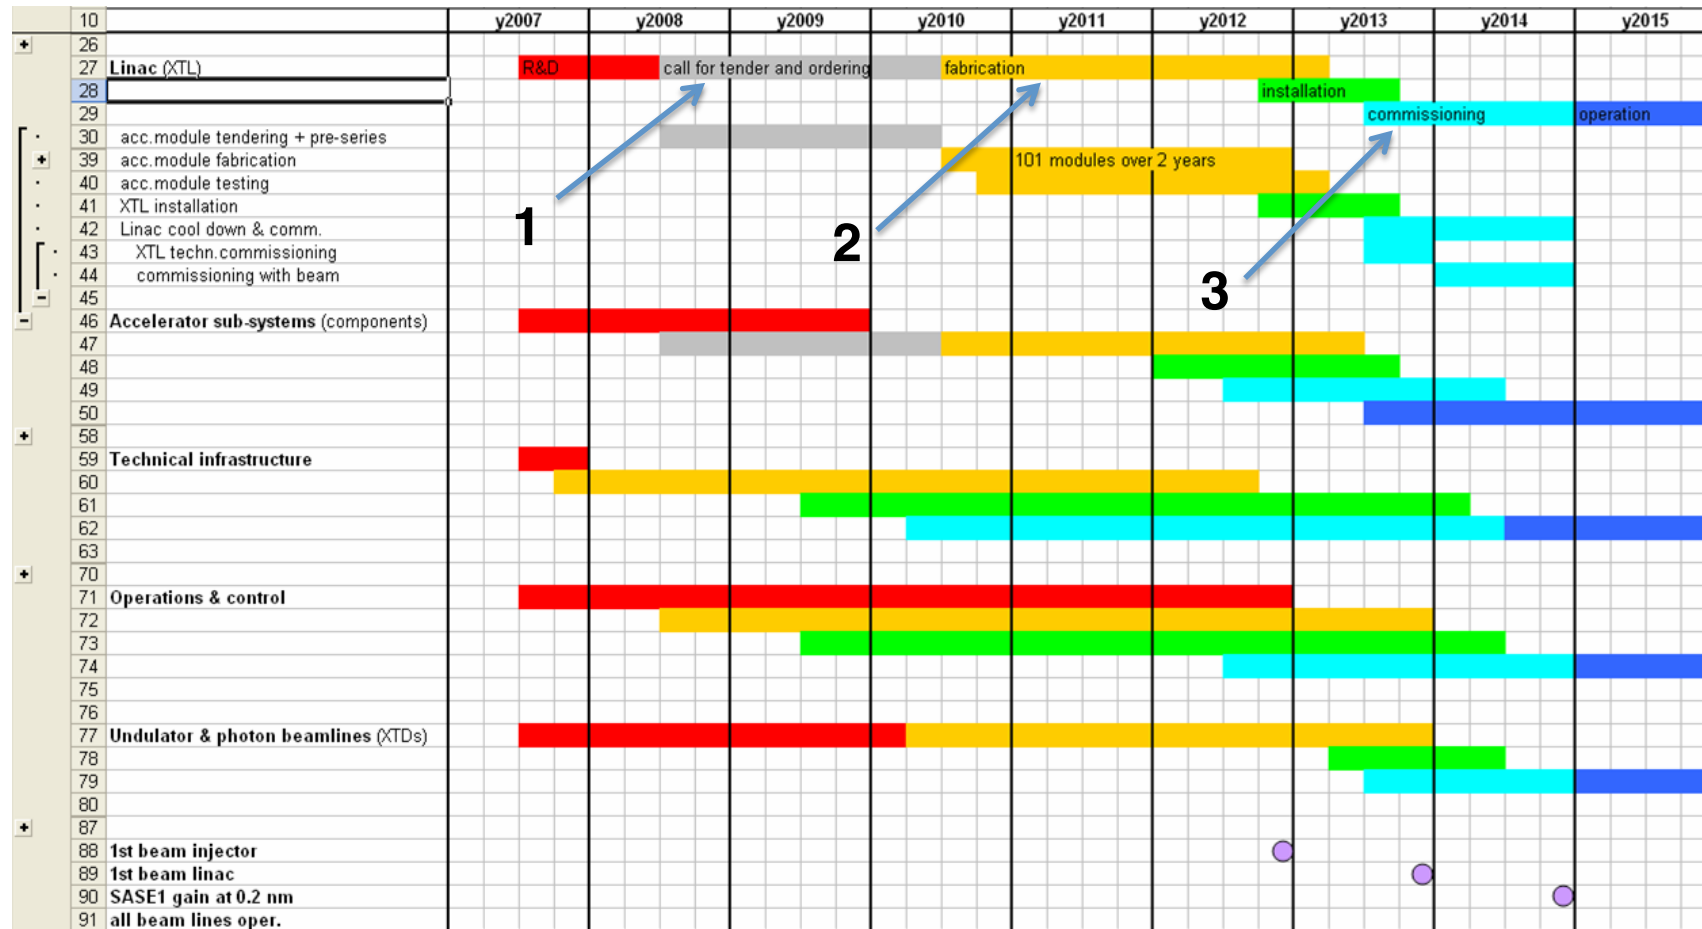 10 y2007 y2008 y2009 y2010 y2011 y2012 y2013 y2014 y2015
26
27 Linac (XTL) R&D call for tender and ordering fabrication
28 installation
29 commissioning operation
30 acc.module tendering + pre-series
39 acc.module fabrication 101 modules over 2 years
40 acc.module testing
41 XTL installation
42 Linac cool down & comm.
43 XTL techn.commissioning
44 commissioning with beam
45
46 Accelerator sub-systems (components)
47
48
49
50
58
59 Technical infrastructure
60
61
62
63
70
71 Operations & control
72
73
74
75
76
77 Undulator & photon beamlines (XTDs)
78
79
80
87
88 1st beam injector
89 1st beam linac
90 SASE1 gain at 0.2 nm
91 all beam lines oper.
1
2
3